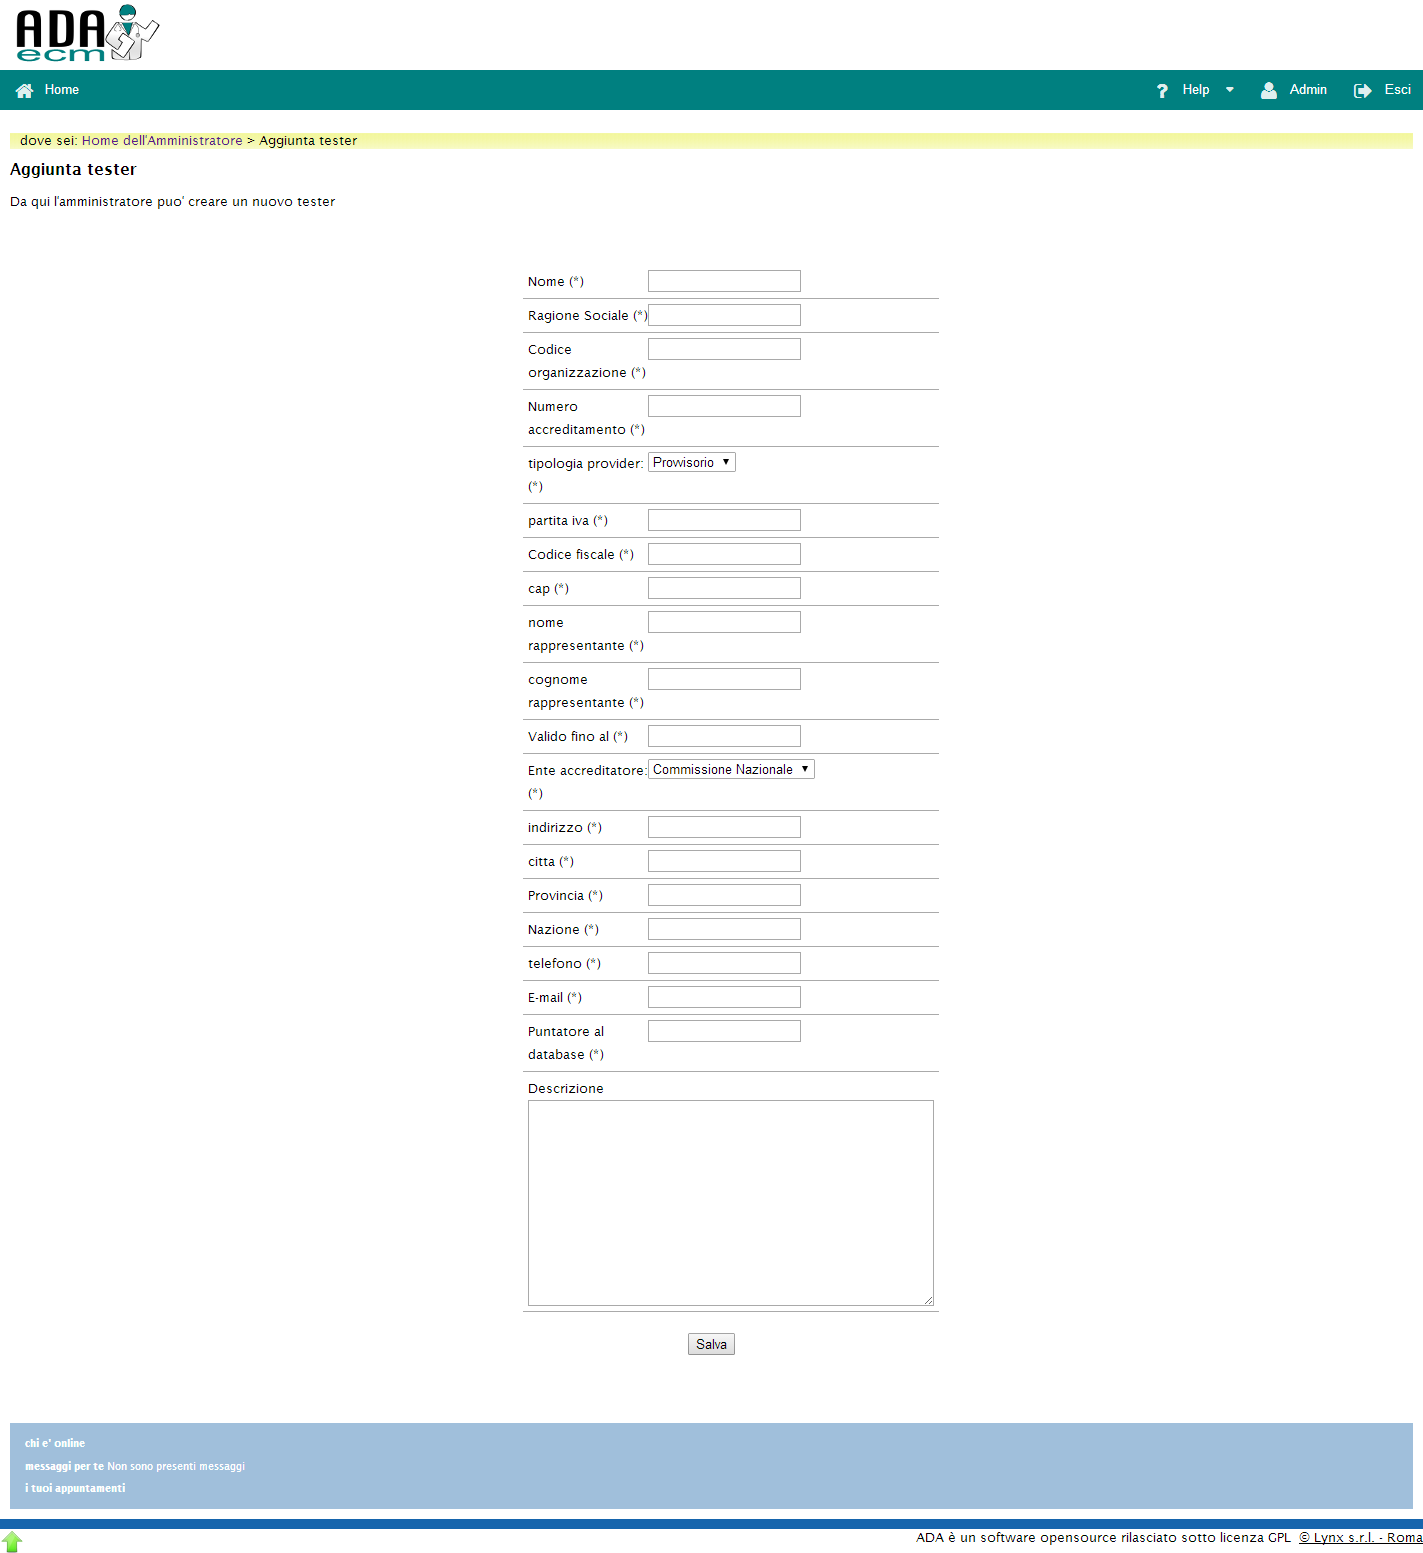 ADA
ecm
Home
Help
Admin
Esci
dove sei: Home dell'Amministratore > Aggiunta tester
Aggiunta tester
Da qui l'amministratore puo' creare un nuovo tester
Nome (*)
Ragione Sociale (*)
Codice
organizzazione (*)
Numero
accreditamento (*)
tipologia provider: Provvisorio
(*)
partita iva (*)
Codice fiscale (*)
cap (*)
nome
rappresentante (*)
cognome
rappresentante (*)
Valido fino al (*)
Ente accreditatore: Commissione Nazionale
(*)
indirizzo (*)
citta (*)
Provincia (*)
Nazione (*)
telefono (*)
E-mail (*)
Puntatore al
database (*)
Descrizione
Salva
chi e' online
messaggi per te Non sono presenti messaggi
i tuoi appuntamenti
ADA è un software opensource rilasciato sotto licenza GPL © Lynx s.r.l. - Roma